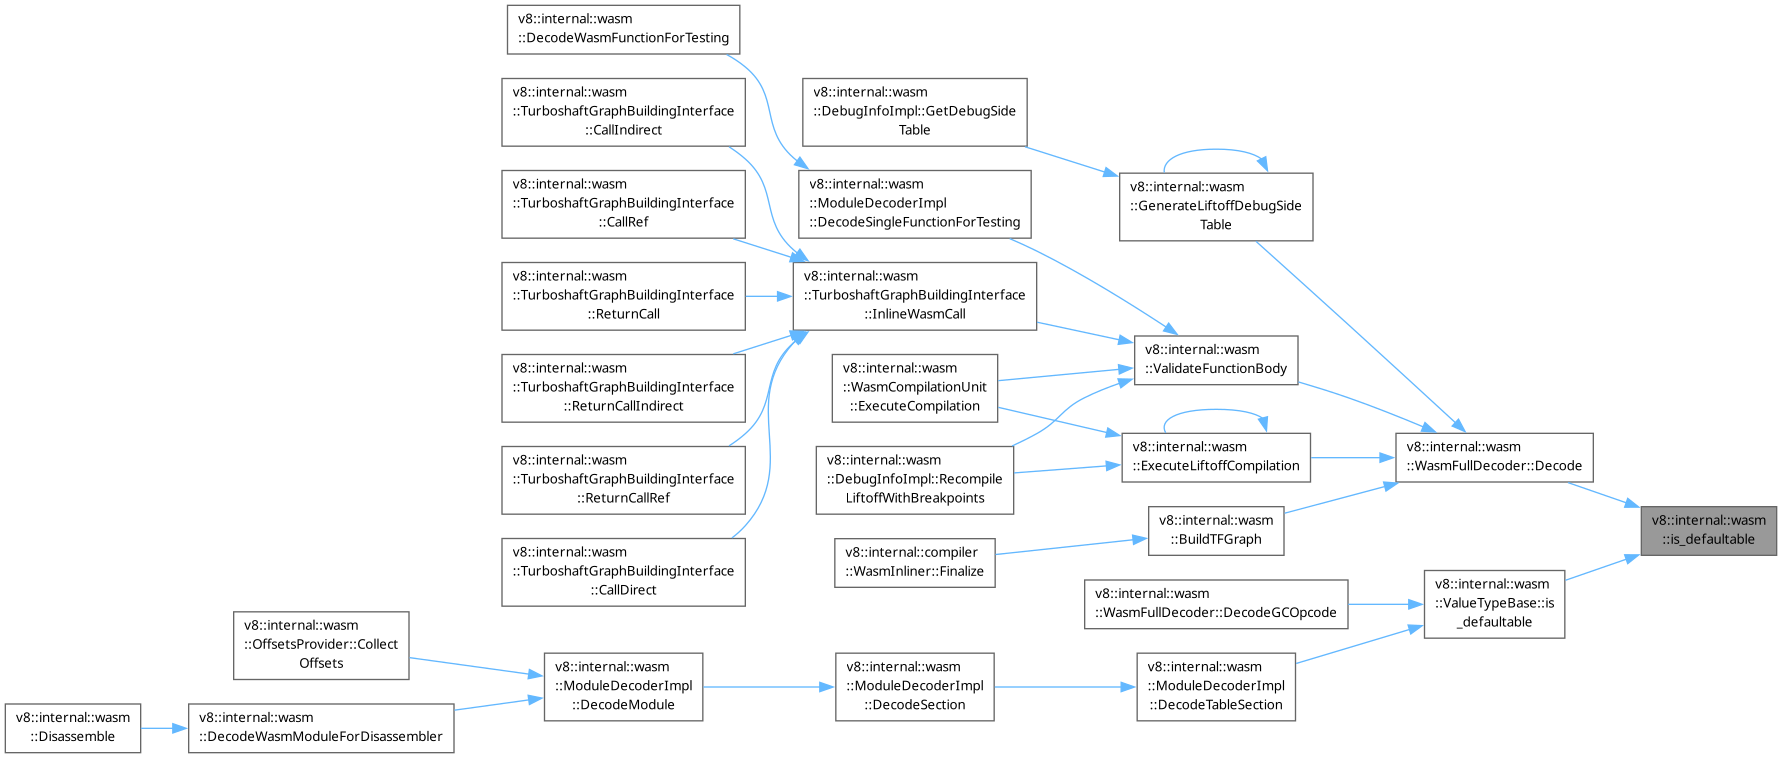 v8::internal::wasm
::DecodeWasmFunctionForTesting
v8::internal::wasm
::TurboshaftGraphBuildingInterface
::CallIndirect
v8::internal::wasm
::TurboshaftGraphBuildingInterface
::CallRef
v8::internal::wasm
::TurboshaftGraphBuildingInterface
::ReturnCall
v8::internal::wasm
::TurboshaftGraphBuildingInterface
::ReturnCallIndirect
v8::internal::wasm
::TurboshaftGraphBuildingInterface
::ReturnCallRef
v8::internal::wasm
::TurboshaftGraphBuildingInterface
::CallDirect
v8::internal::wasm
::DebugInfoImpl::GetDebugSide
Table
v8::internal::wasm
::ModuleDecoderImpl
::DecodeSingleFunctionForTesting
v8::internal::wasm
::TurboshaftGraphBuildingInterface
::InlineWasmCall
v8::internal::wasm
::WasmCompilationUnit
::ExecuteCompilation
v8::internal::wasm
::DebugInfoImpl::Recompile
LiftoffWithBreakpoints
v8::internal::compiler
::WasmInliner::Finalize
v8::internal::wasm
::GenerateLiftoffDebugSide
Table
v8::internal::wasm
::ValidateFunctionBody
v8::internal::wasm
::ExecuteLiftoffCompilation
v8::internal::wasm
::BuildTFGraph
v8::internal::wasm
::WasmFullDecoder::Decode
v8::internal::wasm
::is_defaultable
v8::internal::wasm
::WasmFullDecoder::DecodeGCOpcode
v8::internal::wasm
::ValueTypeBase::is
_defaultable
v8::internal::wasm
::OffsetsProvider::Collect
Offsets
v8::internal::wasm
::ModuleDecoderImpl
::DecodeModule
v8::internal::wasm
::ModuleDecoderImpl
::DecodeSection
v8::internal::wasm
::ModuleDecoderImpl
::DecodeTableSection
v8::internal::wasm
::Disassemble
v8::internal::wasm
::DecodeWasmModuleForDisassembler